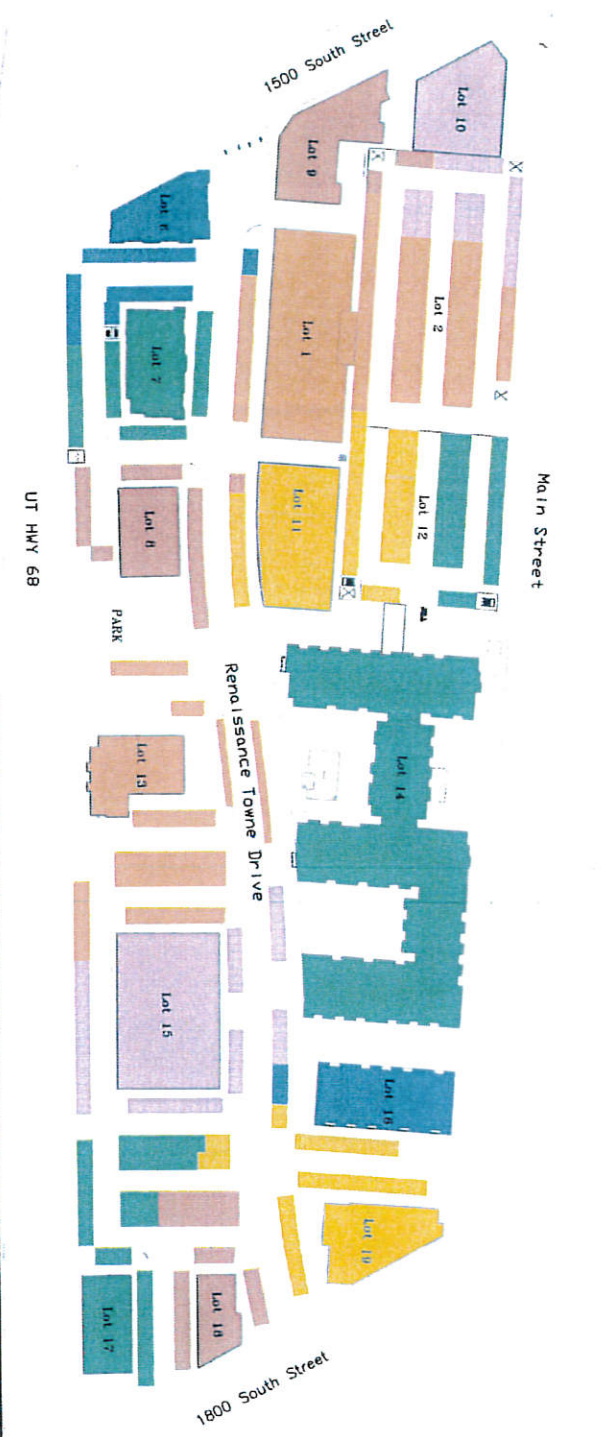 1500 South Street
Lot 10
Lot 9
Lot 6
Lot 2
Lot 1
Lot 7
Main Street
Lot 12
Lot 11
Lot 8
UT HWY 68
PARK
Renaissance Towne Drive
Lot 14
Lot 13
Lot 15
Lot 16
Lot 19
Lot 18
Lot 17
1800 South Street